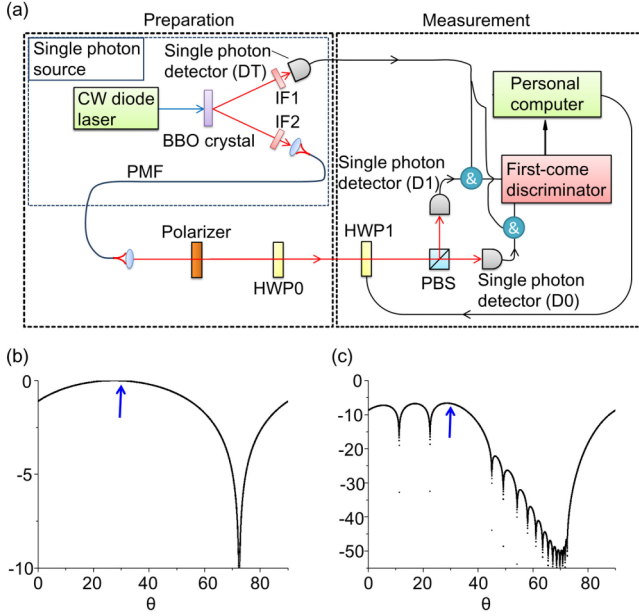 (a)
Preparation
Measurement
Single photon
source
Single photon
detector (DT)
CW diode
laser
IF1
IF2
BBO crystal
PMF
Polarizer
HWP0
Personal
computer
Single photon
detector (D1)
&
First-come
discriminator
&
HWP1
PBS
Single photon
detector (D0)
(b)
0
-5
-10
0
20
40
60
80
θ
(c)
0
-10
-20
-30
-40
-50
0
20
40
60
80
θ